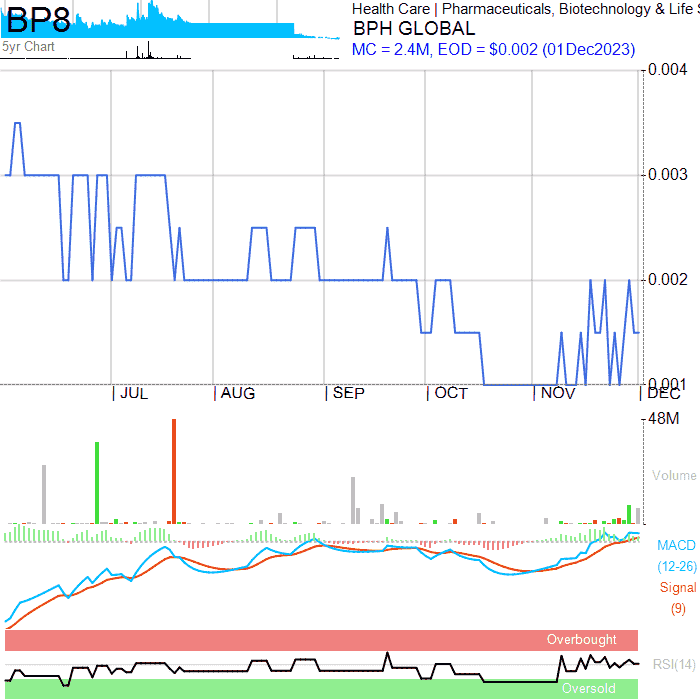 BP8
5yr Chart
Health Care | Pharmaceuticals, Biotechnology & Life S
BPH GLOBAL
MC = 2.4M, EOD = $0.002 (01Dec2023)
0.004
0.003
0.002
0.001
JUL
AUG
SEP
OCT
NOV
DEC
48M
Volume
MACD
(12-26)
Signal
(9)
Overbought
RSI(14)
Oversold